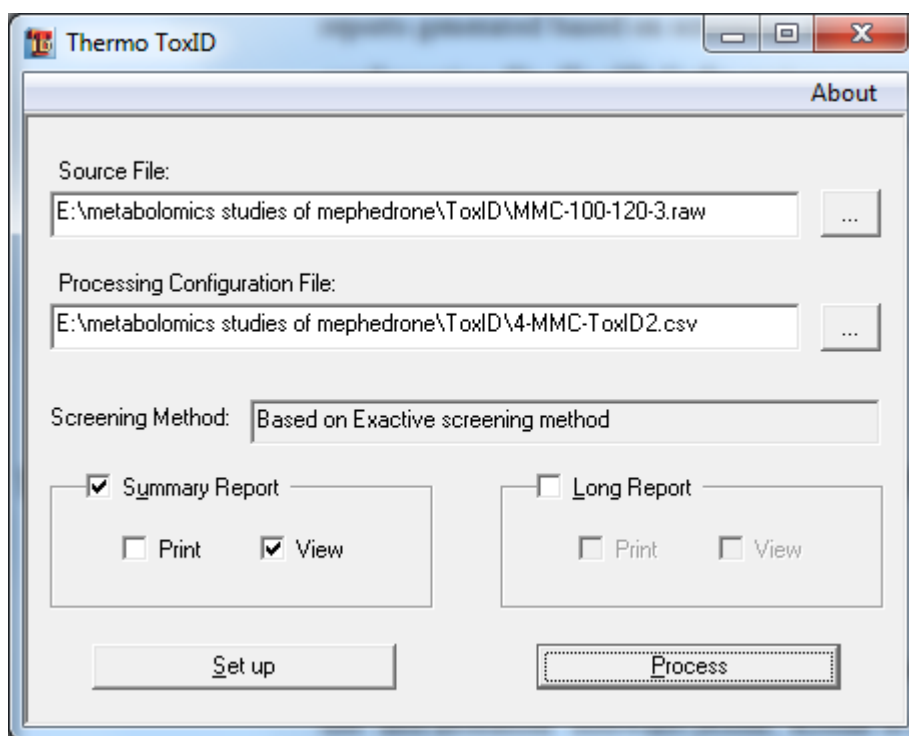 Thermo ToxID
About
Source File:
E:\metabolomics studies of mephedrone\ToxID\MMC-100-120-3.raw
...
Processing Configuration File:
E:\metabolomics studies of mephedrone\ToxID\4-MMC-ToxID2.csv
...
Screening Method: Based on Exactive screening method
Summary Report Long Report
Print View Print View
Set up Process